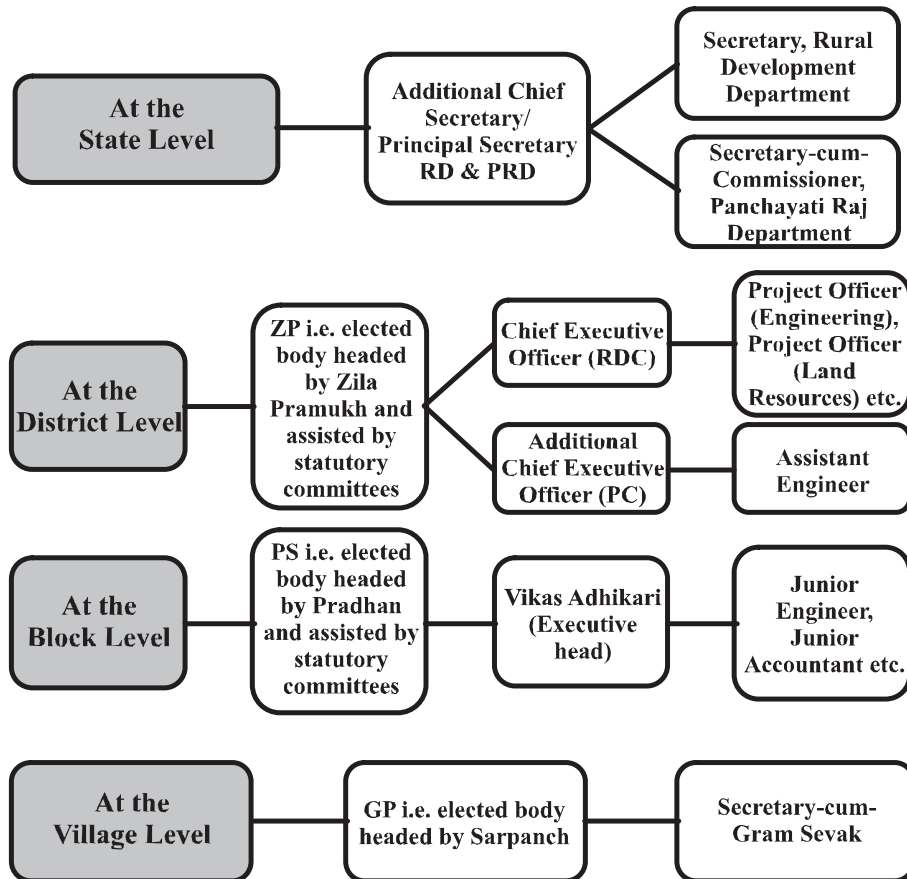 At the
State Level
Additional Chief
Secretary/
Principal Secretary
RD & PRD
Secretary, Rural
Development
Department
Secretary-cum-
Commissioner,
Panchayati Raj
Department
At the
District Level
ZP i.e. elected
body headed
by Zila
Pramukh and
assisted by
statutory
committees
Chief Executive
Officer (RDC)
Project Officer
(Engineering),
Project Officer
(Land
Resources) etc.
Additional
Chief Executive
Officer (PC)
Assistant
Engineer
At the
Block Level
PS i.e. elected
body headed
by Pradhan
and assisted by
statutory
committees
Vikas Adhikari
(Executive
head)
Junior
Engineer,
Junior
Accountant etc.
At the
Village Level
GP i.e. elected body
headed by Sarpanch
Secretary-cum-
Gram Sevak